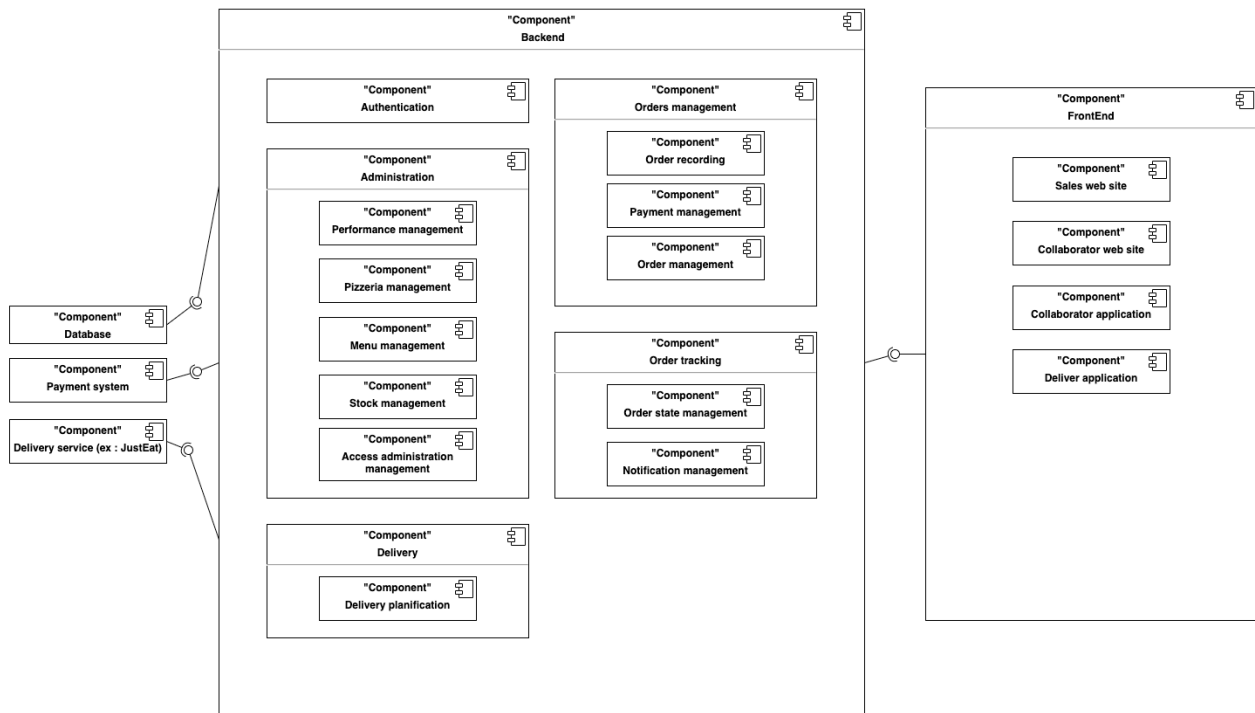 "Component"
Backend
"Component"
Authentication
"Component"
Administration
"Component"
Performance management
"Component"
Pizzeria management
"Component"
Menu management
"Component"
Stock management
"Component"
Access administration
management
"Component"
Delivery
"Component"
Delivery planification
"Component"
Orders management
"Component"
Order recording
"Component"
Payment management
"Component"
Order management
"Component"
Order tracking
"Component"
Order state management
"Component"
Notification management
"Component"
Database
"Component"
Payment system
"Component"
Delivery service (ex : JustEat)
"Component"
FrontEnd
"Component"
Sales web site
"Component"
Collaborator web site
"Component"
Collaborator application
"Component"
Deliver application